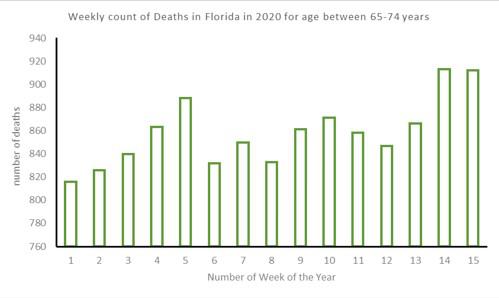 Weekly count of Deaths in Florida in 2020 for age between 65-74 years
number of deaths
940
920
900
880
860
840
820
800
780
760
1 2 3 4 5 6 7 8 9 10 11 12 13 14 15
Number of Week of the Year